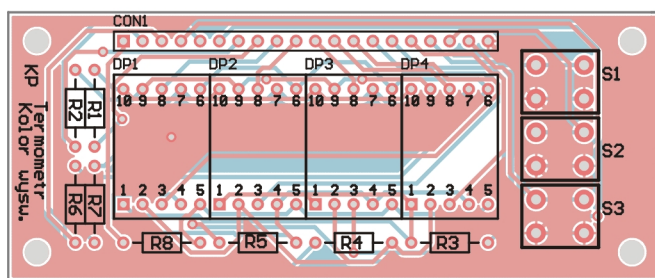 CON1
DP1 DP2 DP3 DP4
10 9 8 7 6 10 9 8 7 6 10 9 8 7 6 10 9 8 7 6
1 2 3 4 5 1 2 3 4 5 1 2 3 4 5 1 2 3 4 5
S1
S2
S3
KP
Termometr
Kolor wysw.
R2 R1
R6 R7
R8 R5 R4 R3